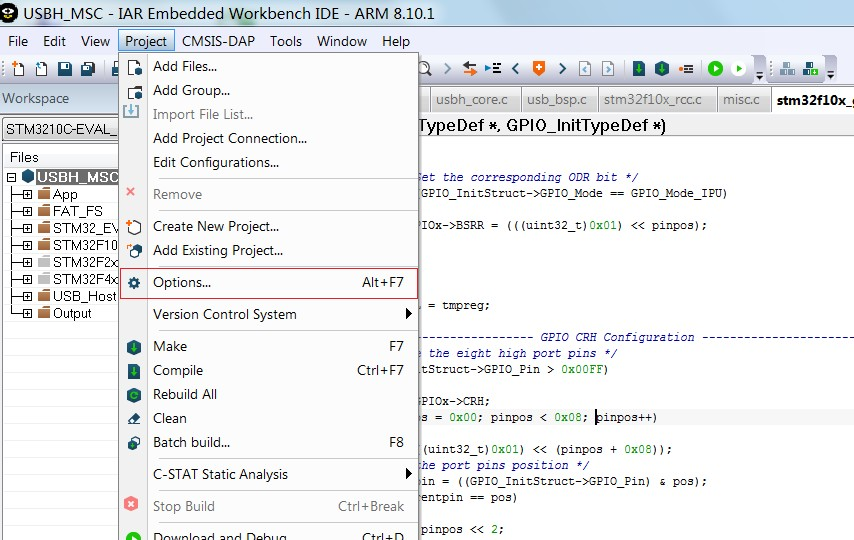 USBH_MSC - IAR Embedded Workbench IDE - ARM 8.10.1
File Edit View Project CMSIS-DAP Tools Window Help
Workspace
STM3210C-EVAL_
Files
USBH_MSC
App
FAT_FS
STM32_EV
STM32F10
STM32F2x
STM32F4x
USB_Host
Output
Add Files...
Add Group...
Import File List...
Add Project Connection...
Edit Configurations...
Remove
Create New Project...
Add Existing Project...
Options... Alt+F7
Version Control System
Make F7
Compile Ctrl+F7
Rebuild All
Clean
Batch build... F8
C-STAT Static Analysis
Stop Build Ctrl+Break
Download and Debug Ctrl+D
usbh_core.c usb_bsp.c stm32f10x_rcc.c misc.c stm32f10x_g
TypeDef *, GPIO_InitTypeDef *)
et the corresponding ODR bit */
GPIO_InitStruct->GPIO_Mode == GPIO_Mode_IPU)
IOx->BSRR = (((uint32_t)0x01) << pinpos);
= tmpreg;
---------------- GPIO CRH Configuration ----------------------
e the eight high port pins */
tStruct->GPIO_Pin > 0x00FF)
PIOx->CRH;
os = 0x00; pinpos < 0x08; pinpos++)
((uint32_t)0x01) << (pinpos + 0x08));
the port pins position */
pin = ((GPIO_InitStruct->GPIO_Pin) & pos);
entpin == pos)
pinpos << 2;